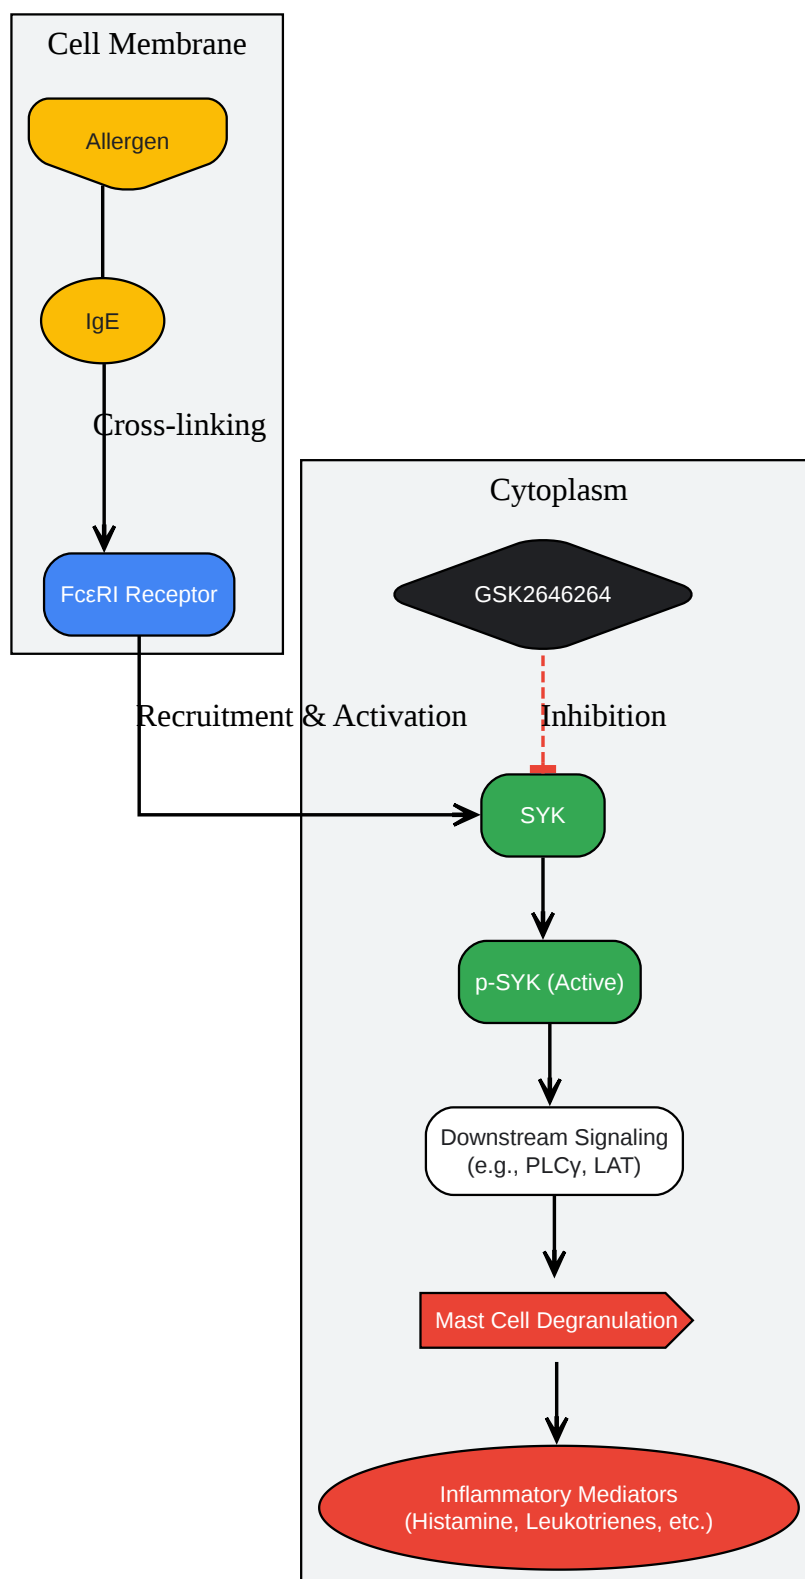 Cell Membrane
Allergen
IgE
Cross-linking
FcεRI Receptor
Cytoplasm
GSK2646264
Recruitment & Activation
Inhibition
SYK
p-SYK (Active)
Downstream Signaling
(e.g., PLCγ, LAT)
Mast Cell Degranulation
Inflammatory Mediators
(Histamine, Leukotrienes, etc.)